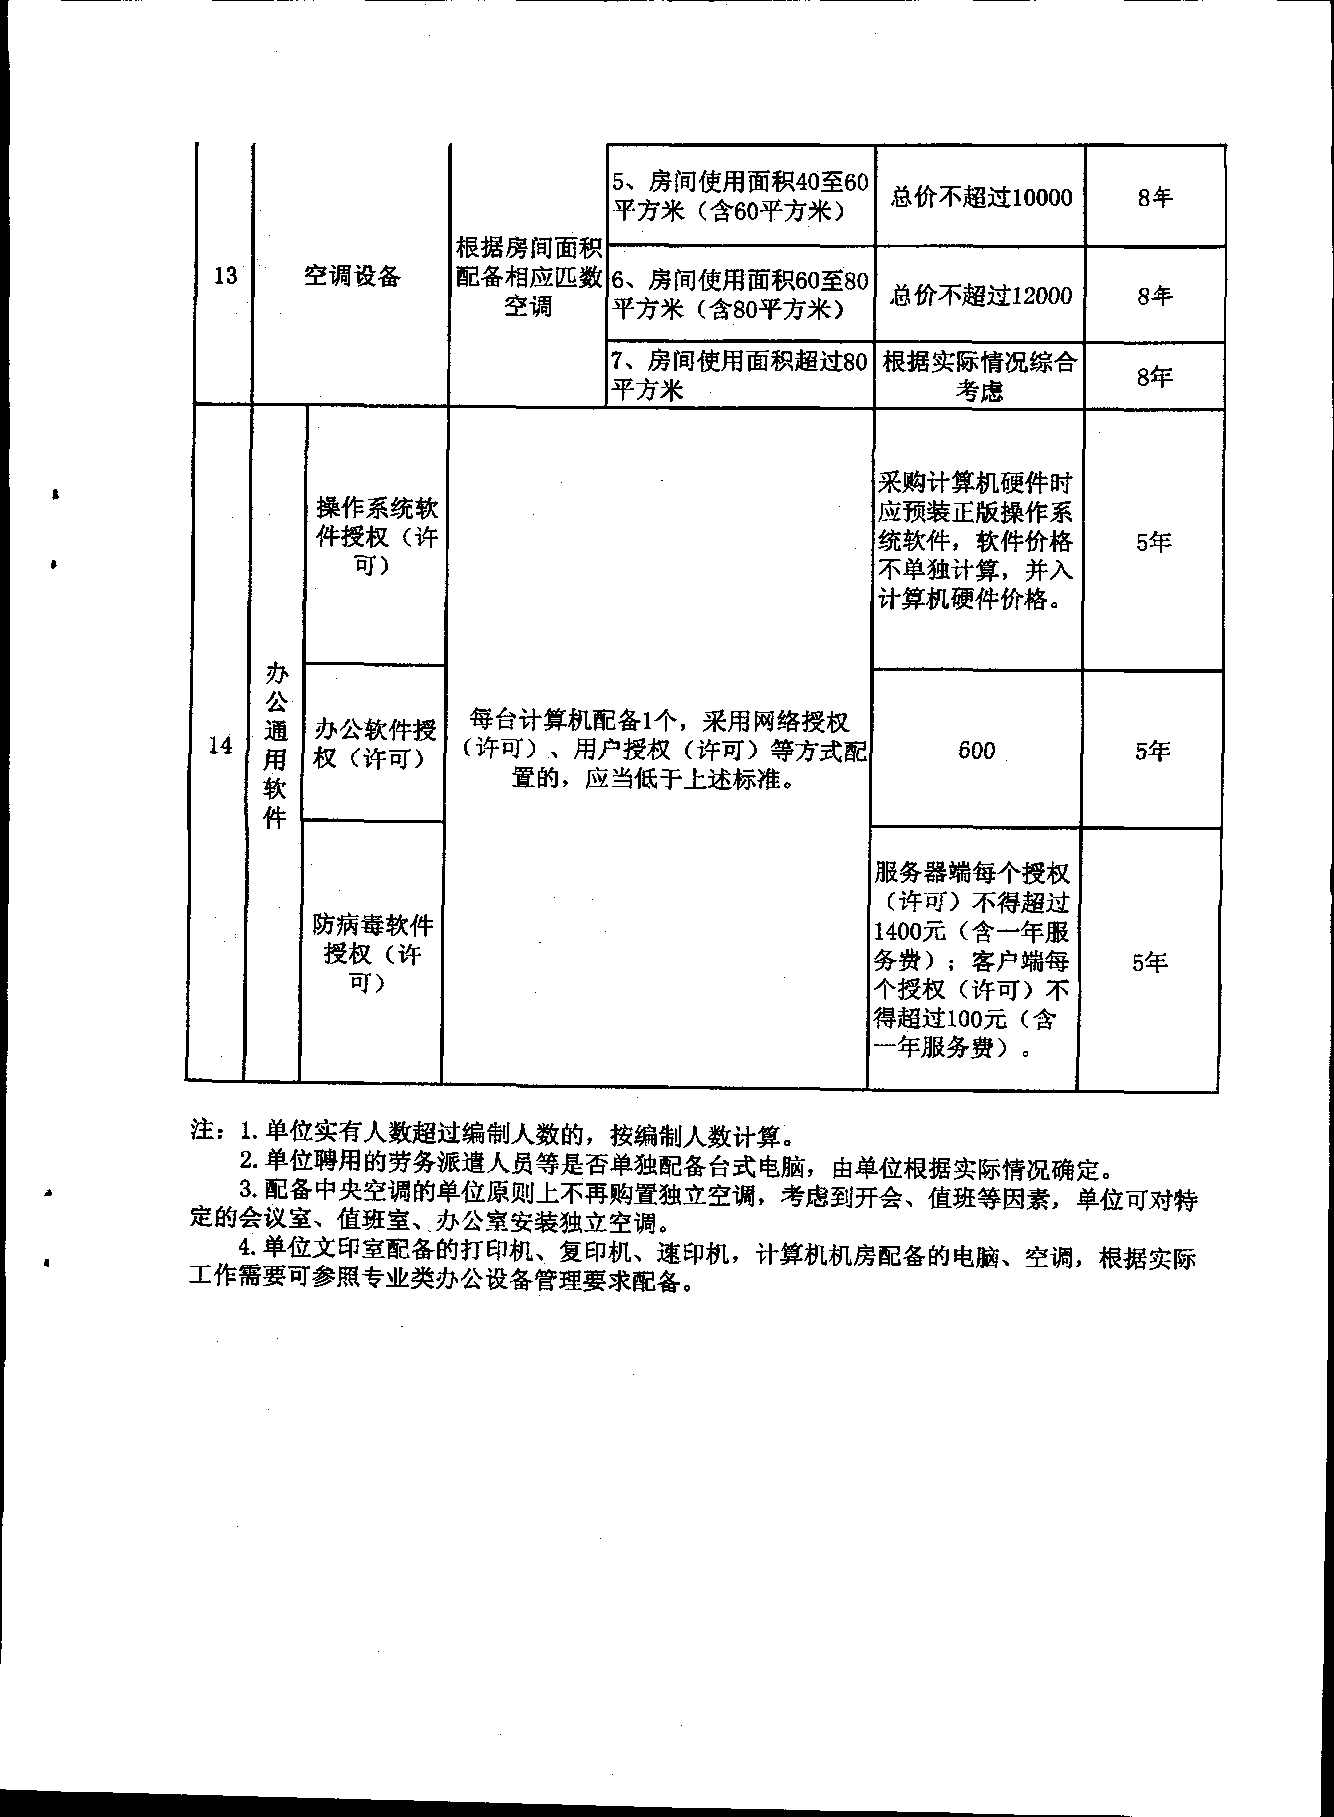 5、房间使用面积40至60
平方米（含60平方米）
总价不超过10000
8年
13
空调设备
根据房间面积
配备相应匹数
空调
6、房间使用面积60至80
平方米（含80平方米）
总价不超过12000
8年
7、房间使用面积超过80
平方米
根据实际情况综合
考虑
8年
14
办
公
通
用
软
件
操作系统软
件授权（许
可）
每台计算机配备1个，采用网络授权
（许可）、用户授权（许可）等方式配
置的，应当低于上述标准。
采购计算机硬件时
应预装正版操作系
统软件，软件价格
不单独计算，并入
计算机硬件价格。
5年
办公软件授
权（许可）
600
5年
防病毒软件
授权（许
可）
服务器端每个授权
（许可）不得超过
1400元（含一年服
务费）；客户端每
个授权（许可）不
得超过100元（含
一年服务费）。
5年
注：1.单位实有人数超过编制人数的，按编制人数计算。
2.单位聘用的劳务派遣人员等是否单独配备台式电脑，由单位根据实际情况确定。
3.配备中央空调的单位原则上不再购置独立空调，考虑到开会、值班等因素，单位可对特
定的会议室、值班室、办公室安装独立空调。
4.单位文印室配备的打印机、复印机、速印机，计算机机房配备的电脑、空调，根据实际
工作需要可参照专业类办公设备管理要求配备。